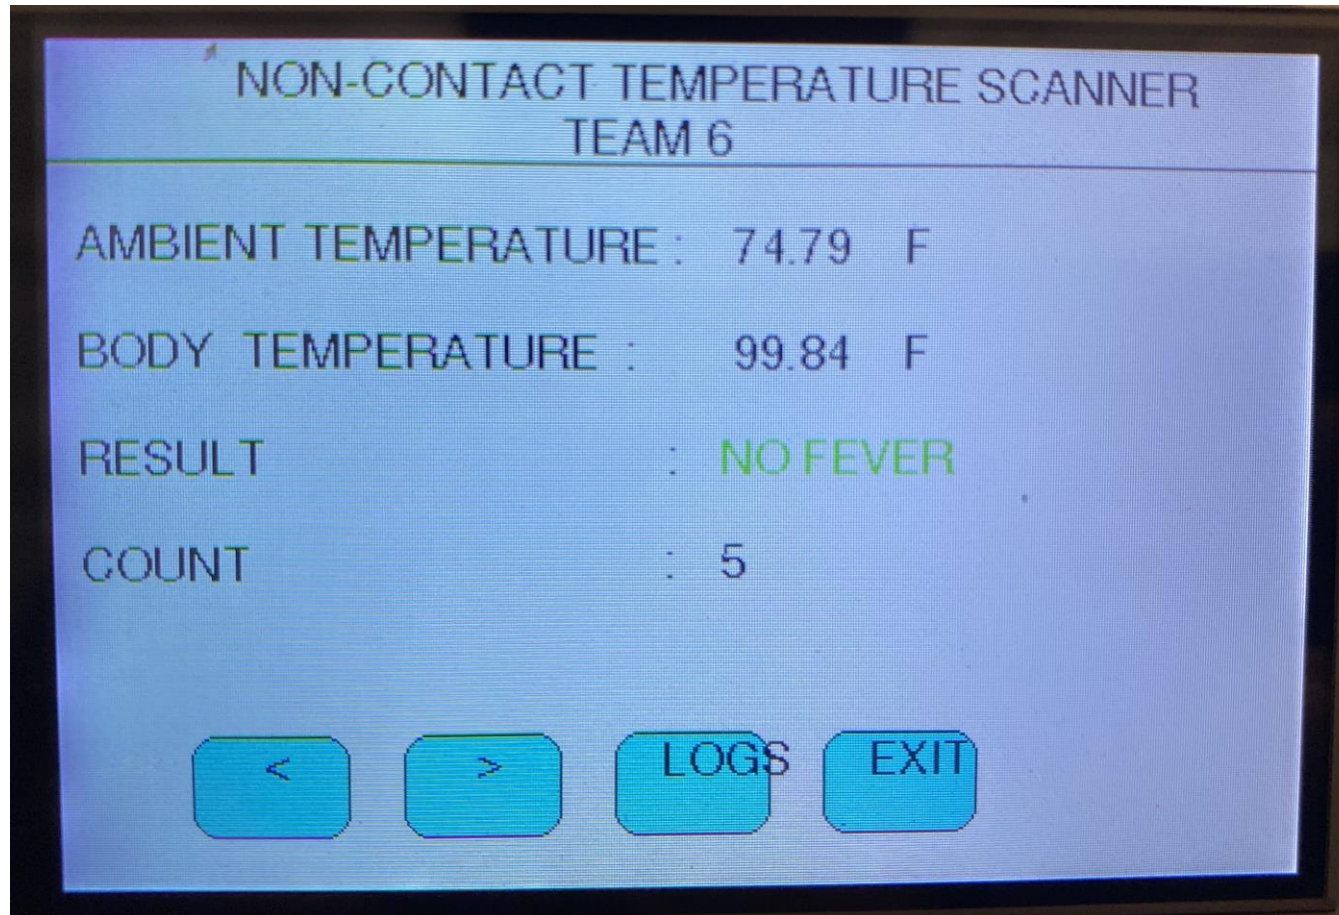 NON-CONTACT TEMPERATURE SCANNER
TEAM 6
AMBIENT TEMPERATURE : 74.79 F
BODY TEMPERATURE : 99.84 F
RESULT : NO FEVER
COUNT : 5
< > LOGS EXIT